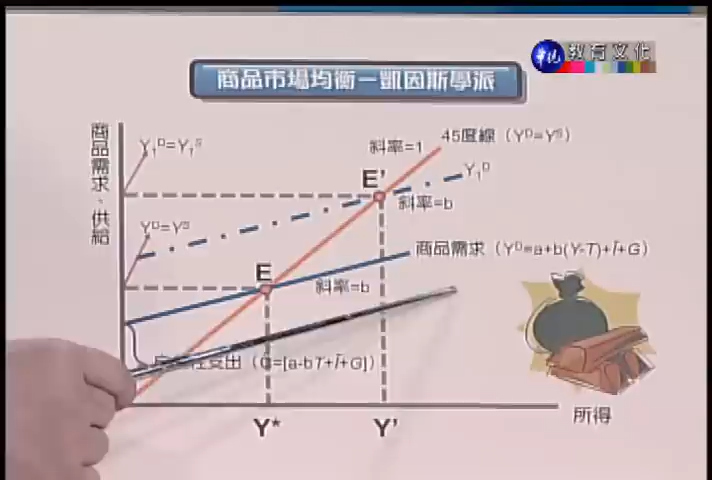 華視 教育文化
商品市場均衡－凱因斯學派
商品需求、供給
Y₁ᴰ=Y₁ˢ
斜率=1
45度線（Yᴰ=Yˢ）
E'
Y₁ᴰ
斜率=b
Yᴰ=Yˢ
商品需求（Yᴰ=a+b(Y-T)+Ī+G）
E
斜率=b
支出（=[a-bT+Ī+G]）
Y*
Y'
所得